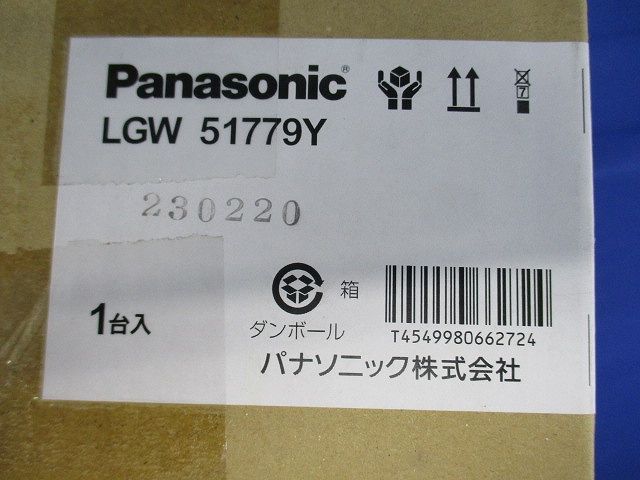 Panasonic®
LGW 51779Y
7
230220
箱
ダンボール
1台入
T4549980662724
パナソニック株式会社